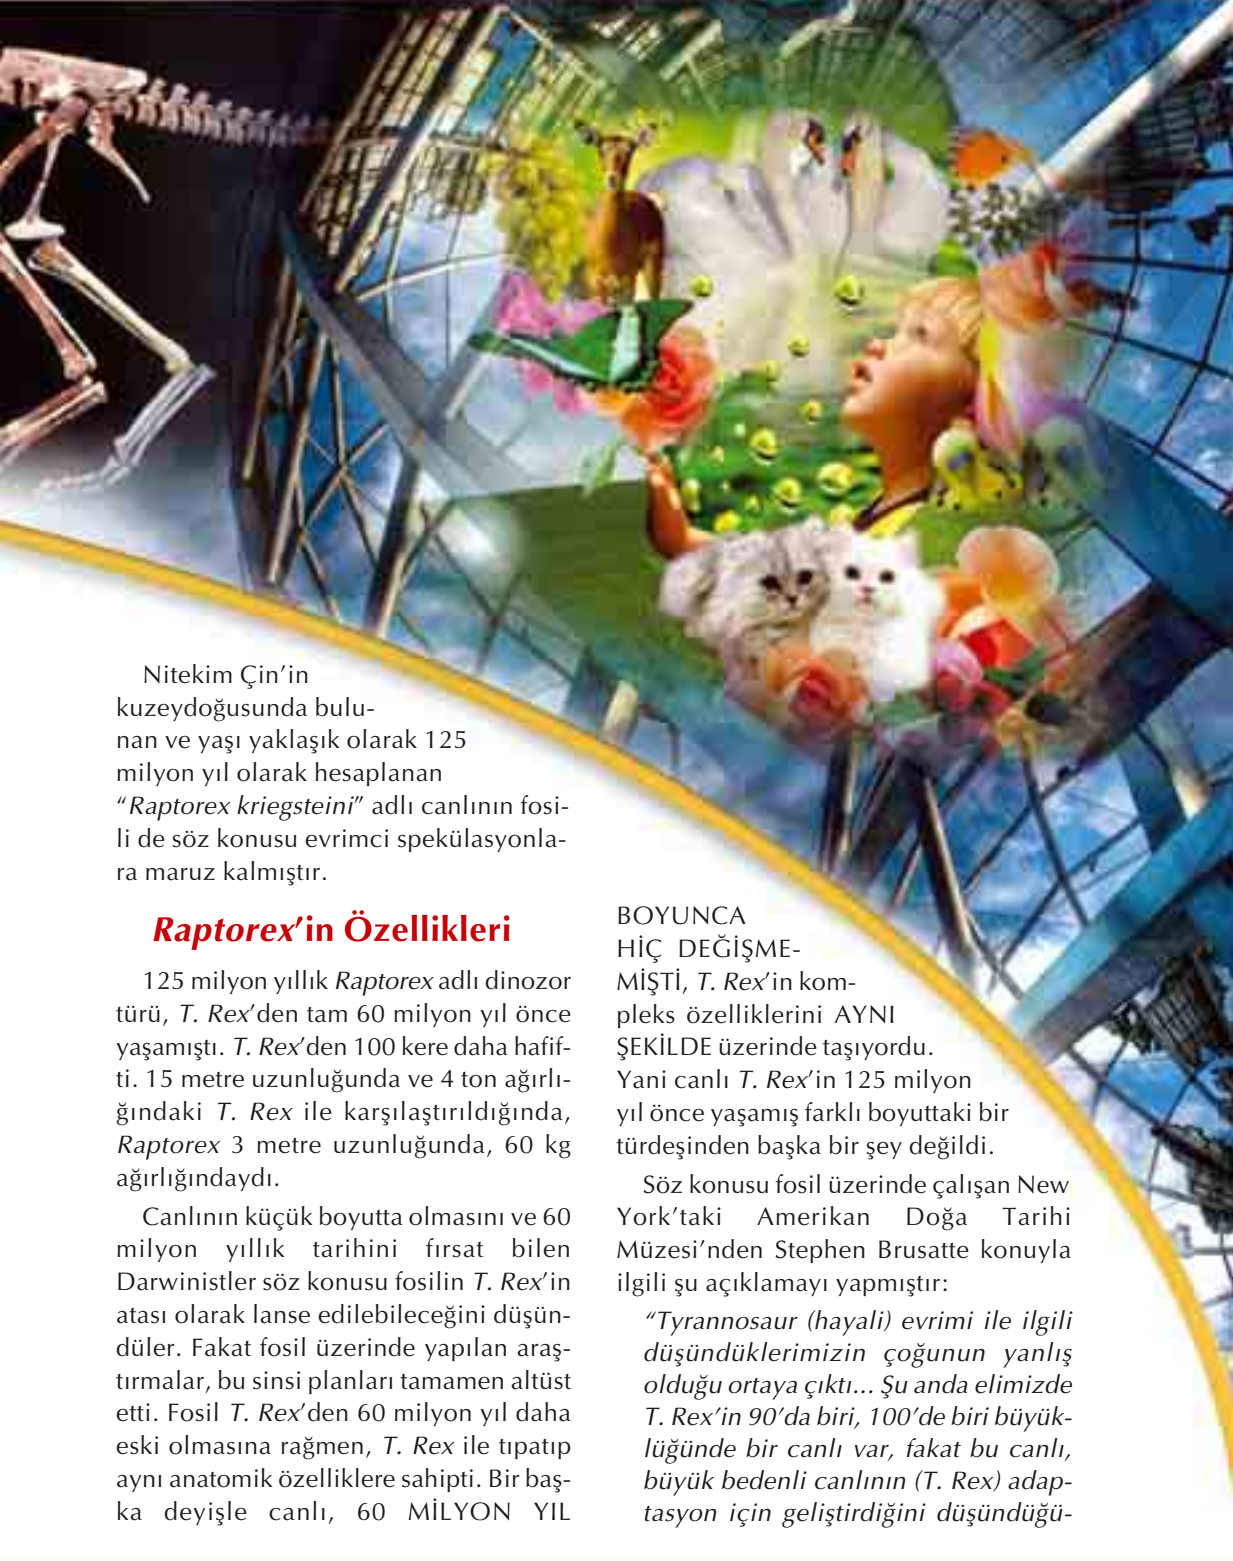 Nitekim Çin’in
kuzeydoğusunda bulu-
nan ve yaşı yaklaşık olarak 125
milyon yıl olarak hesaplanan
“Raptorex kriegsteini” adlı canlının fosi-
li de söz konusu evrimci spekülasyonla-
ra maruz kalmıştır.
Raptorex’in Özellikleri
125 milyon yıllık Raptorex adlı dinozor
türü, T. Rex’den tam 60 milyon yıl önce
yaşamıştı. T. Rex’den 100 kere daha hafif-
ti. 15 metre uzunluğunda ve 4 ton ağırlı-
ğındaki T. Rex ile karşılaştırıldığında,
Raptorex 3 metre uzunluğunda, 60 kg
ağırlığındaydı.
Canlının küçük boyutta olmasını ve 60
milyon yıllık tarihini fırsat bilen
Darwinistler söz konusu fosilin T. Rex’in
atası olarak lanse edilebileceğini düşün-
düler. Fakat fosil üzerinde yapılan araş-
tırmalar, bu sinsi planları tamamen altüst
etti. Fosil T. Rex’den 60 milyon yıl daha
eski olmasına rağmen, T. Rex ile tıpatıp
aynı anatomik özelliklere sahipti. Bir baş-
ka deyişle canlı, 60 MİLYON YIL
BOYUNCA
HİÇ DEĞİŞME-
MİŞTİ, T. Rex’in kom-
pleks özelliklerini AYNI
ŞEKİLDE üzerinde taşıyordu.
Yani canlı T. Rex’in 125 milyon
yıl önce yaşamış farklı boyuttaki bir
türdeşinden başka bir şey değildi.
Söz konusu fosil üzerinde çalışan New
York’taki Amerikan Doğa Tarihi
Müzesi’nden Stephen Brusatte konuyla
ilgili şu açıklamayı yapmıştır:
“Tyrannosaur (hayali) evrimi ile ilgili
düşündüklerimizin çoğunun yanlış
olduğu ortaya çıktı... Şu anda elimizde
T. Rex’in 90’da biri, 100’de biri büyük-
lüğünde bir canlı var, fakat bu canlı,
büyük bedenli canlının (T. Rex) adap-
tasyon için geliştirdiğini düşündüğü-